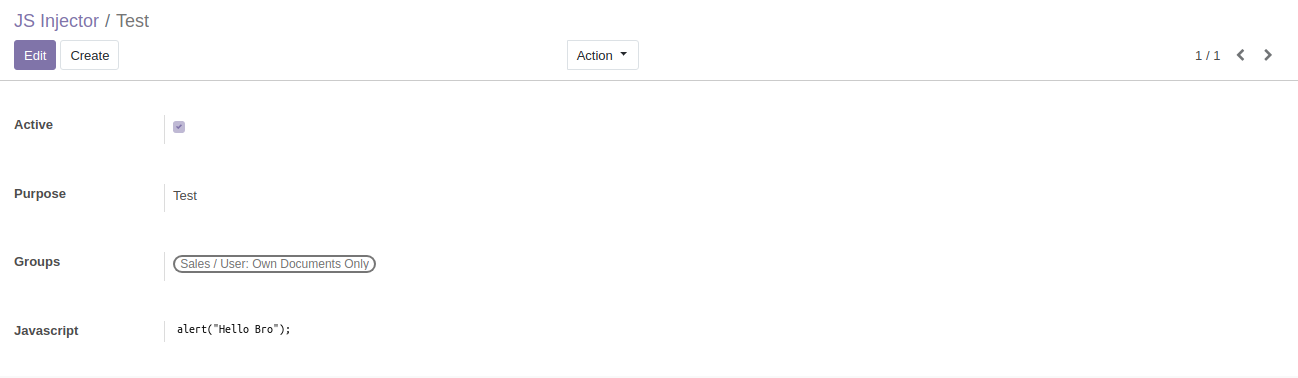 JS Injector / Test
Edit Create Action 1 / 1
Active
Purpose Test
Groups Sales / User: Own Documents Only
Javascript alert("Hello Bro");